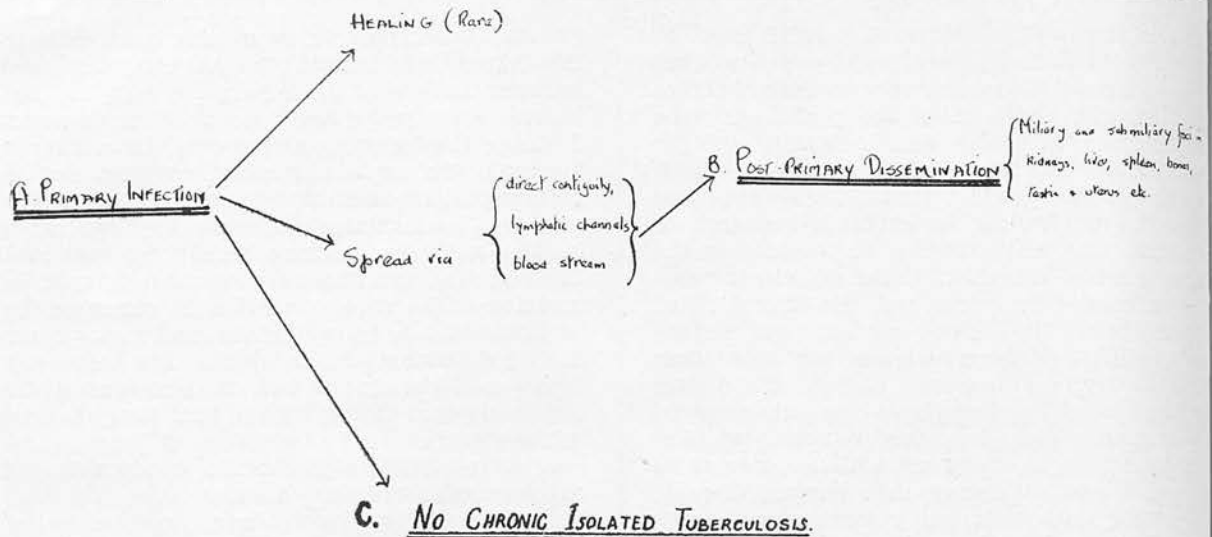 HEALING (Rare)
A. PRIMARY INFECTION
Spread via
direct contiguity,
lymphatic channels
blood stream
B. POST-PRIMARY DISSEMINATION
Miliary and submiliary foci:
kidneys, liver, spleen, bones,
testis & uterus etc.
C. NO CHRONIC ISOLATED TUBERCULOSIS.